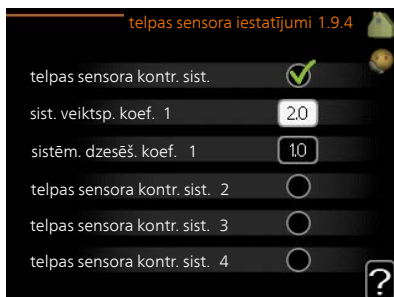 telpas sensora iestatījumi 1.9.4
telpas sensora kontr. sist.
sist. veiktsp. koef. 1 2.0
sistēm. dzesēš. koef. 1 1.0
telpas sensora kontr. sist. 2
telpas sensora kontr. sist. 3
telpas sensora kontr. sist. 4
?